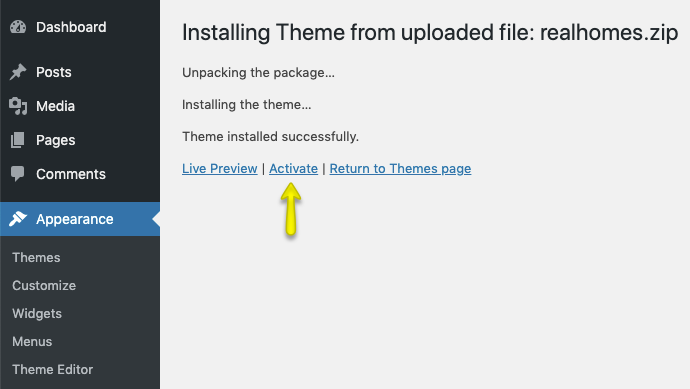 Dashboard
Posts
Media
Pages
Comments
Appearance
Themes
Customize
Widgets
Menus
Theme Editor
Installing Theme from uploaded file: realhomes.zip
Unpacking the package…
Installing the theme…
Theme installed successfully.
Live Preview | Activate | Return to Themes page